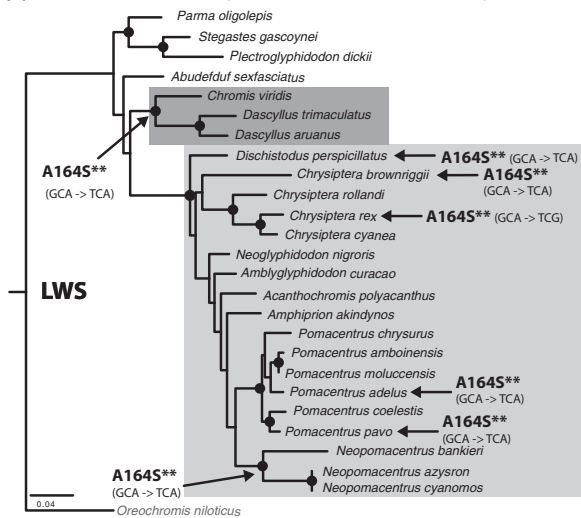 Parma oligolepis
Stegastes gascoynei
Plectroglyphidodon dickii
Abudefduf sexfasciatus
Chromis viridis
Dascyllus trimaculatus
Dascyllus aruanus
A164S**
(GCA -> TCA)
Dischistodus perspicillatus A164S** (GCA -> TCA)
Chrysiptera brownriggii A164S**
(GCA -> TCA)
Chrysiptera rollandi
Chrysiptera rex A164S** (GCA -> TCG)
Chrysiptera cyanea
Neoglyphidodon nigroris
Amblyglyphidodon curacao
LWS
Acanthochromis polyacanthus
Amphiprion akindynos
Pomacentrus chrysurus
Pomacentrus amboinensis
Pomacentrus moluccensis
Pomacentrus adelus A164S**
(GCA -> TCA)
Pomacentrus coelestis
Pomacentrus pavo A164S**
(GCA -> TCA)
Neopomacentrus bankieri
A164S**
(GCA -> TCA)
Neopomacentrus azysron
Neopomacentrus cyanomos
0.04
Oreochromis niloticus